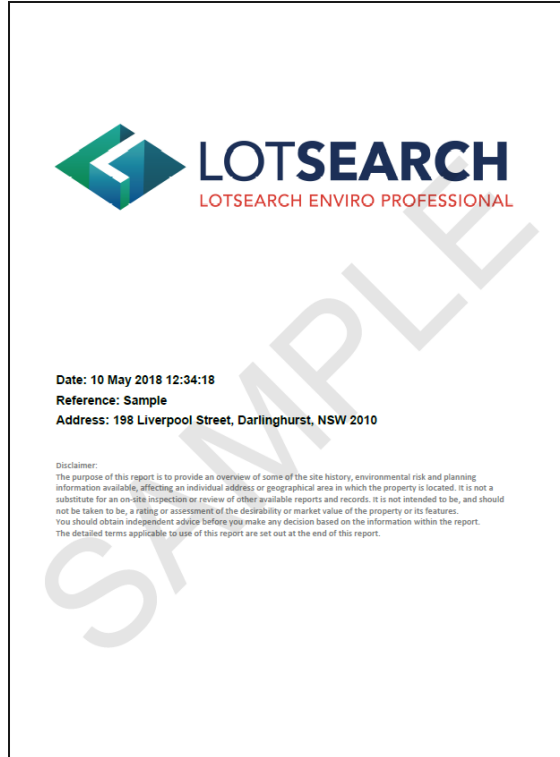 LOTSEARCH
LOTSEARCH ENVIRO PROFESSIONAL
SAMPLE
Date: 10 May 2018 12:34:18
Reference: Sample
Address: 198 Liverpool Street, Darlinghurst, NSW 2010
Disclaimer:
The purpose of this report is to provide an overview of some of the site history, environmental risk and planning
information available, affecting an individual address or geographical area in which the property is located. It is not a
substitute for an on-site inspection or review of other available reports and records. It is not intended to be, and should
not be taken to be, a rating or assessment of the desirability or market value of the property or its features.
You should obtain independent advice before you make any decision based on the information within the report.
The detailed terms applicable to use of this report are set out at the end of this report.